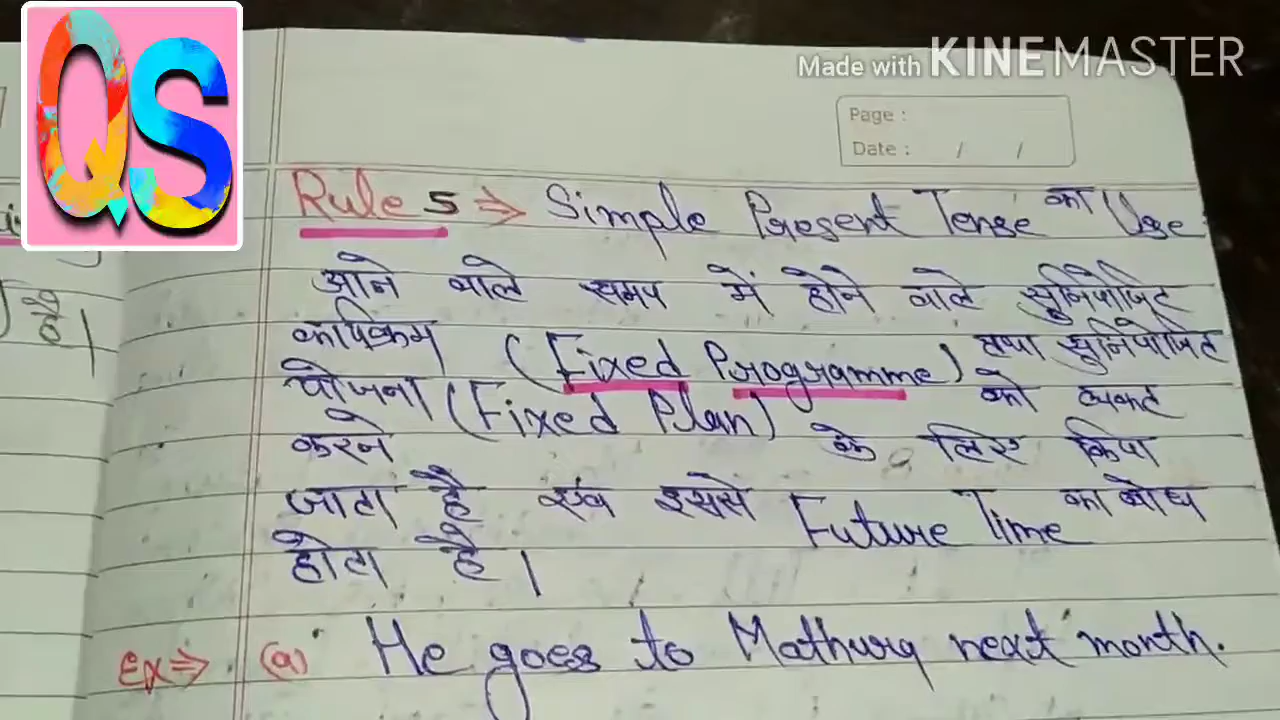 QS
Made with KINEMASTER
Page :
Date : / /
Rule 5 ⇒ Simple Present Tense का Use
आने वाले समय में होने वाले सुनियोजित
कार्यक्रम (Fixed Programme) तथा सुनियोजित
योजना (Fixed Plan) को व्यक्त
करने के लिए किया
जाता है एवं इससे Future Time का बोध
होता है।
है।
Ex ⇒ (a) He goes to Mathura next month.